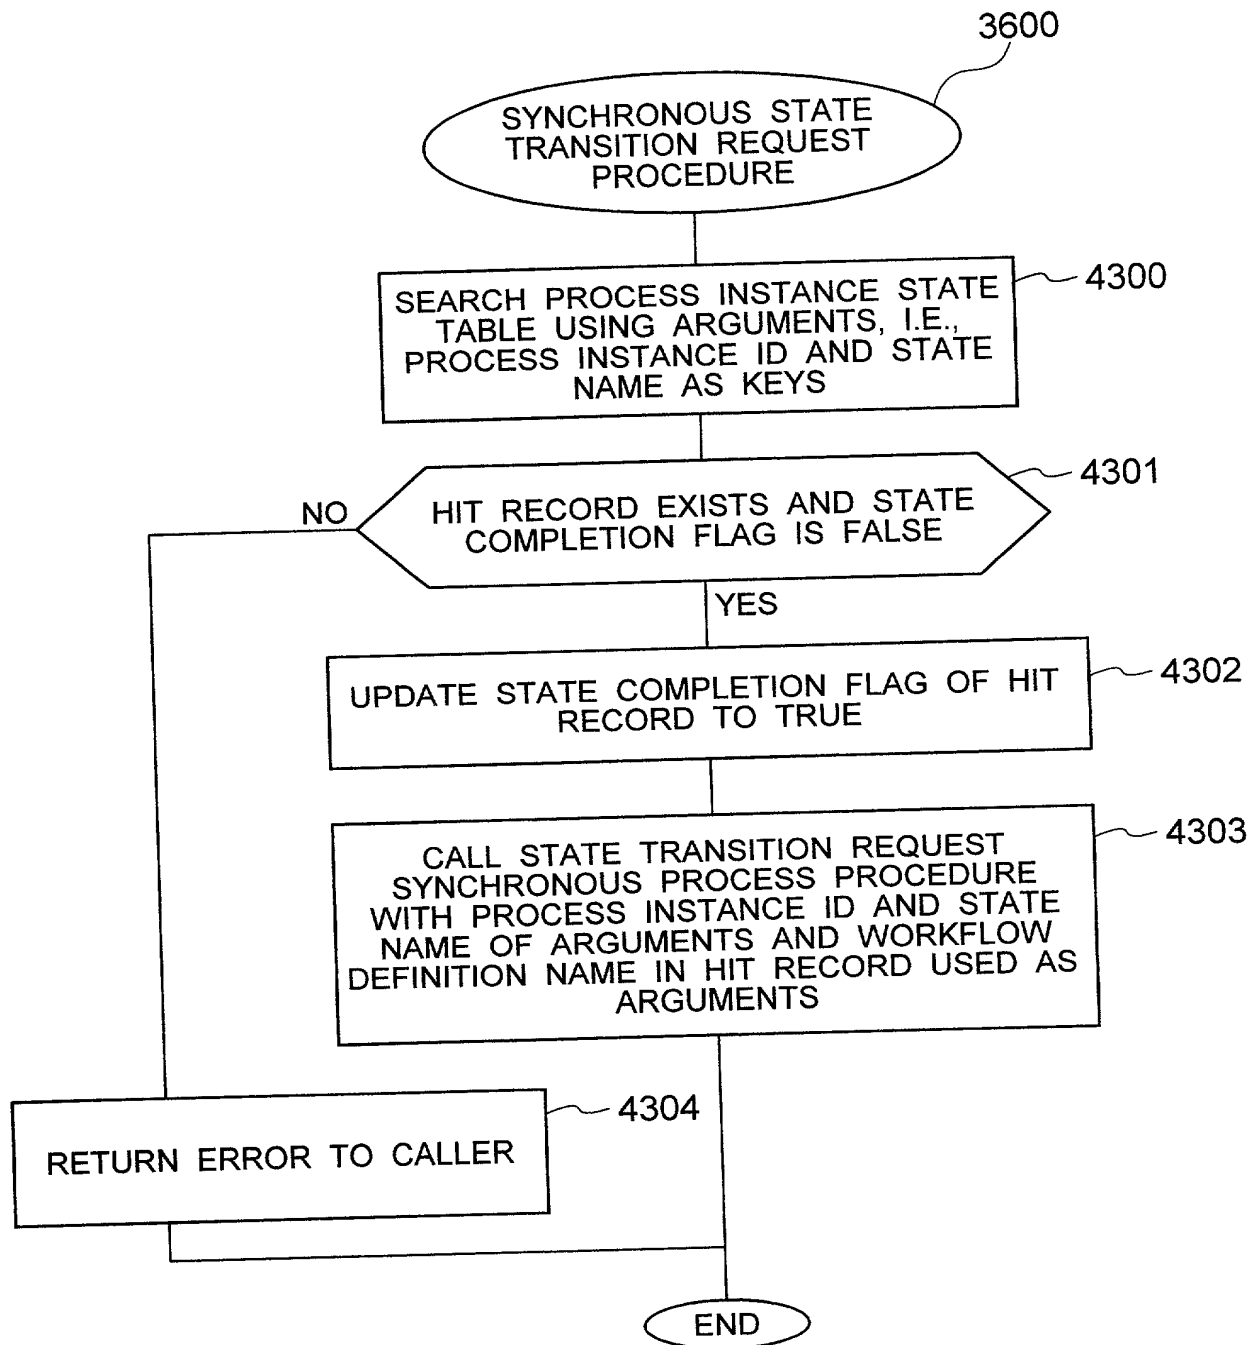 3600
SYNCHRONOUS STATE
TRANSITION REQUEST
PROCEDURE
4300
SEARCH PROCESS INSTANCE STATE
TABLE USING ARGUMENTS, I.E.,
PROCESS INSTANCE ID AND STATE
NAME AS KEYS
4301
NO
HIT RECORD EXISTS AND STATE
COMPLETION FLAG IS FALSE
YES
4302
UPDATE STATE COMPLETION FLAG OF HIT
RECORD TO TRUE
4303
CALL STATE TRANSITION REQUEST
SYNCHRONOUS PROCESS PROCEDURE
WITH PROCESS INSTANCE ID AND STATE
NAME OF ARGUMENTS AND WORKFLOW
DEFINITION NAME IN HIT RECORD USED AS
ARGUMENTS
4304
RETURN ERROR TO CALLER
END